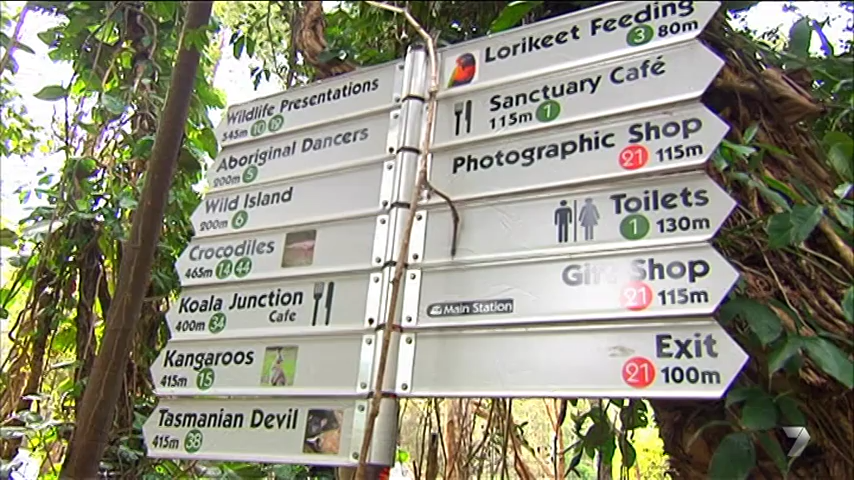 Wildlife Presentations
545m 10 19
Aboriginal Dancers
200m 5
Wild Island
200m 6
Crocodiles
465m 14 44
Koala Junction
Cafe
400m 34
Kangaroos
415m 15
Tasmanian Devil
415m 38
Lorikeet Feeding
3 80m
Sanctuary Café
115m 1
Photographic Shop
21 115m
Toilets
1 130m
Gift Shop
Main Station
21 115m
Exit
21 100m
7